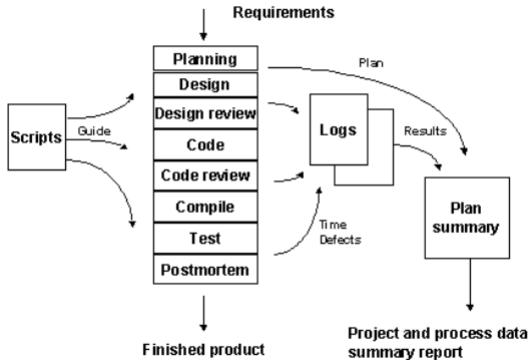 Requirements
Planning
Design
Design review
Code
Code review
Compile
Test
Postmortem
Scripts
Guide
Plan
Logs
Results
Time
Defects
Plan
summary
Finished product
Project and process data
summary report